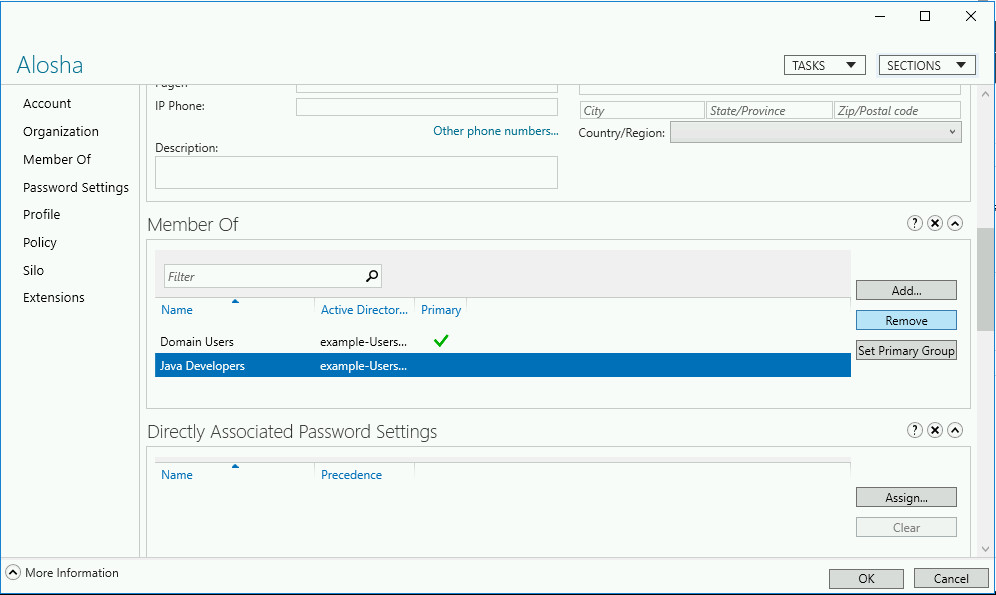 Alosha
TASKS
SECTIONS
Account
Organization
Member Of
Password Settings
Profile
Policy
Silo
Extensions
IP Phone:
Other phone numbers...
Description:
City
State/Province
Zip/Postal code
Country/Region:
Member Of
Filter
Name Active Director... Primary
Domain Users example-Users...
Java Developers example-Users...
Add...
Remove
Set Primary Group
Directly Associated Password Settings
Name Precedence
Assign...
Clear
More Information
OK
Cancel